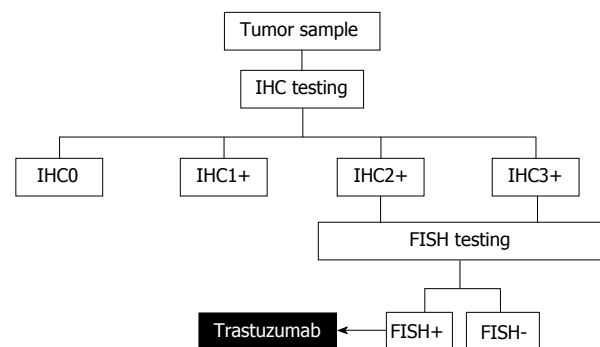 Tumor sample
IHC testing
IHC0
IHC1+
IHC2+
IHC3+
FISH testing
Trastuzumab
FISH+
FISH-